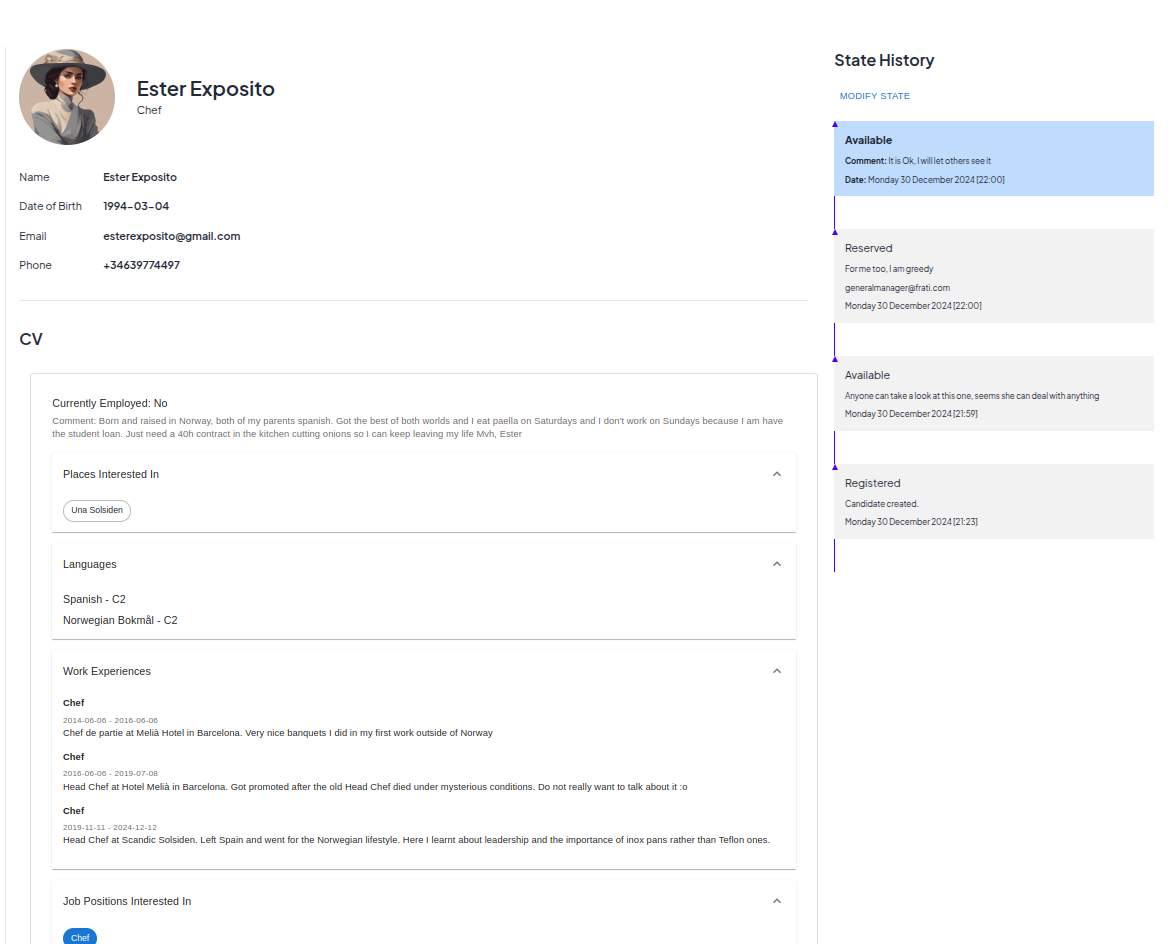 Ester Exposito
Chef
Name Ester Exposito
Date of Birth 1994-03-04
Email esterexposito@gmail.com
Phone +34639774497
CV
Currently Employed: No
Comment: Born and raised in Norway, both of my parents spanish. Got the best of both worlds and I eat paella on Saturdays and I don't work on Sundays because I am have
the student loan. Just need a 40h contract in the kitchen cutting onions so I can keep leaving my life Mvh, Ester
Places Interested In
Una Solsiden
Languages
Spanish - C2
Norwegian Bokmål - C2
Work Experiences
Chef
2014-06-06 - 2016-06-06
Chef de partie at Melià Hotel in Barcelona. Very nice banquets I did in my first work outside of Norway
Chef
2016-06-06 - 2019-07-08
Head Chef at Hotel Melià in Barcelona. Got promoted after the old Head Chef died under mysterious conditions. Do not really want to talk about it :o
Chef
2019-11-11 - 2024-12-12
Head Chef at Scandic Solsiden. Left Spain and went for the Norwegian lifestyle. Here I learnt about leadership and the importance of inox pans rather than Teflon ones.
Job Positions Interested In
Chef
State History
MODIFY STATE
Available
Comment: It is Ok, I will let others see it
Date: Monday 30 December 2024 [22:00]
Reserved
For me too, I am greedy
generalmanager@frati.com
Monday 30 December 2024 [22:00]
Available
Anyone can take a look at this one, seems she can deal with anything
Monday 30 December 2024 [21:59]
Registered
Candidate created.
Monday 30 December 2024 [21:23]